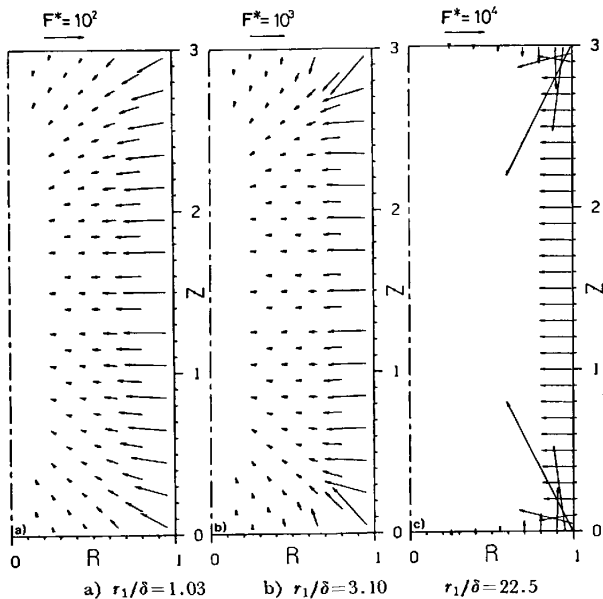 F*=10² F*=10³ F*=10⁴
3 3 3
2 2 2
Z Z Z
1 1 1
a) b) c)
0 0 0
0 R 1 0 R 1 0 R 1
a) r₁/δ=1.03 b) r₁/δ=3.10 r₁/δ=22.5